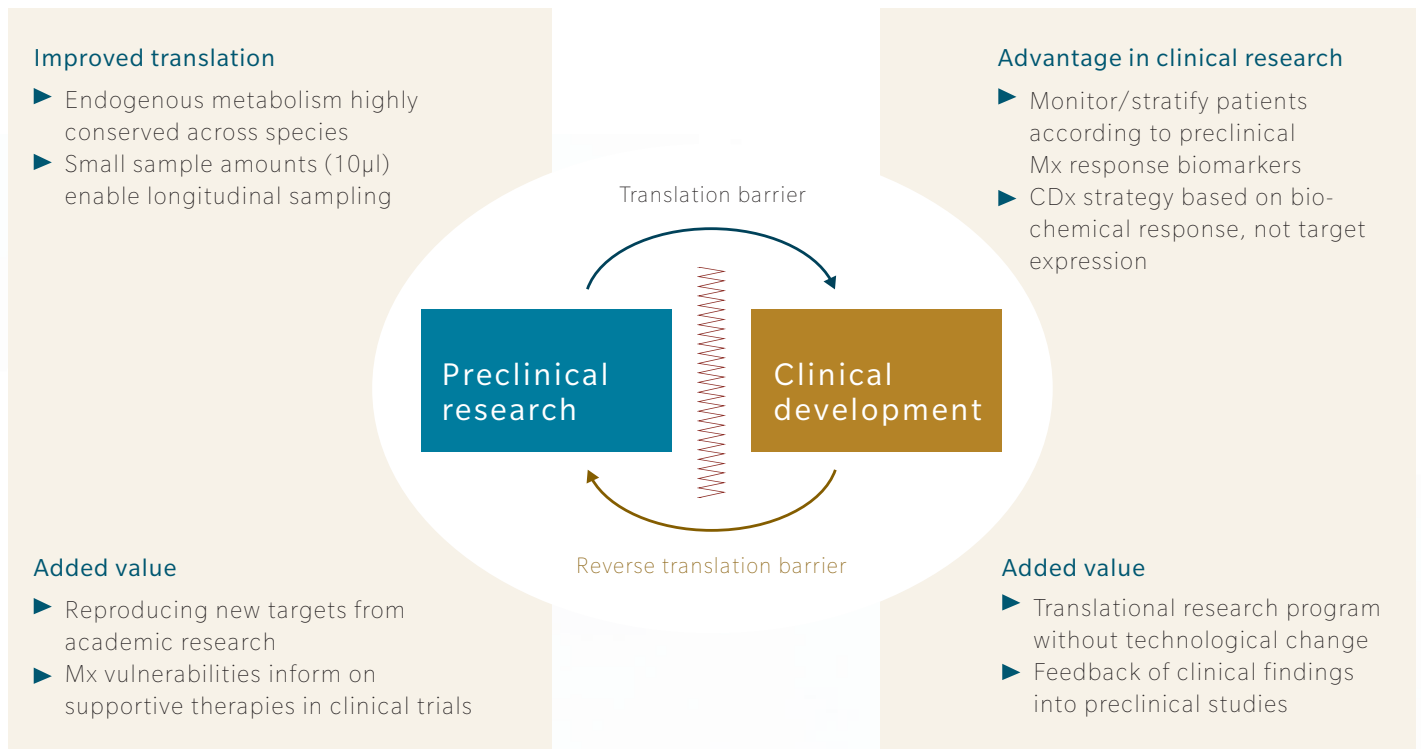 Improved translation
Endogenous metabolism highly
conserved across species
Small sample amounts (10µl)
enable longitudinal sampling
Advantage in clinical research
Monitor/stratify patients
according to preclinical
Mx response biomarkers
CDx strategy based on bio-
chemical response, not target
expression
Translation barrier
Preclinical
research
Clinical
development
Reverse translation barrier
Added value
Reproducing new targets from
academic research
Mx vulnerabilities inform on
supportive therapies in clinical trials
Added value
Translational research program
without technological change
Feedback of clinical findings
into preclinical studies